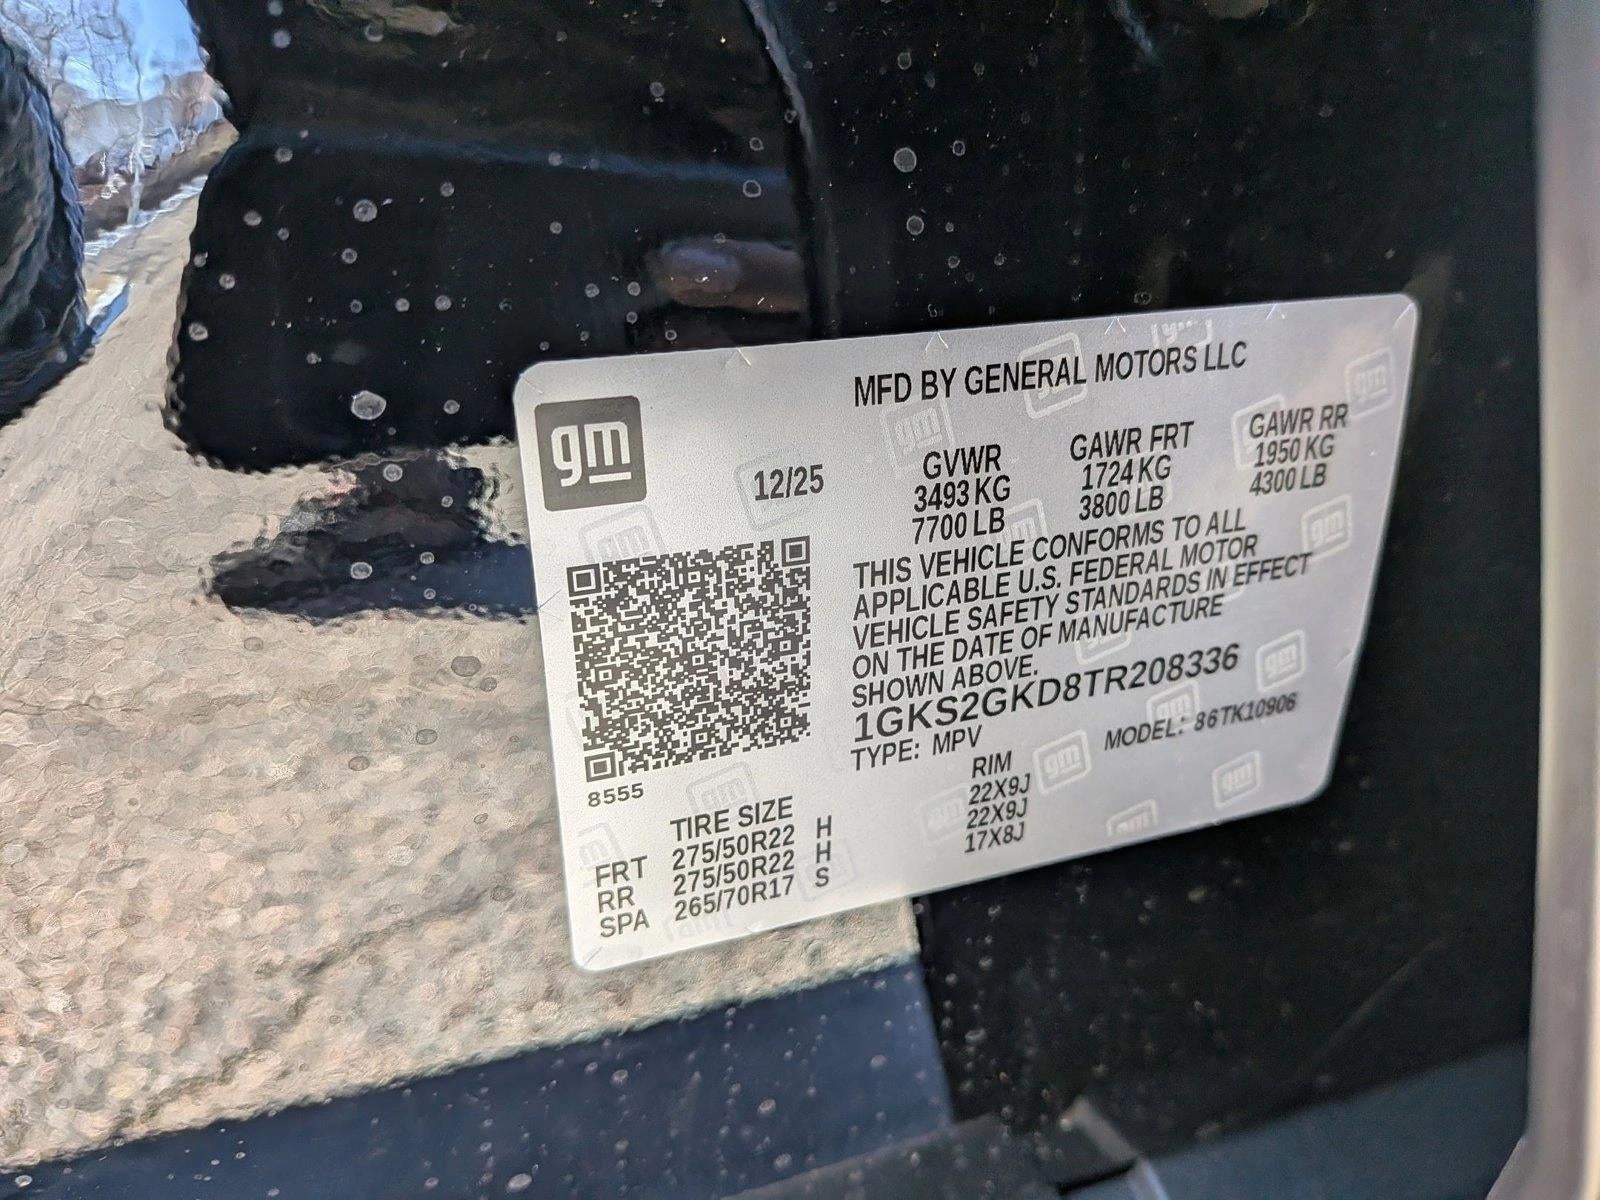 MFD BY GENERAL MOTORS LLC
gm
12/25
GVWR GAWR FRT GAWR RR
3493 KG 1724 KG 1950 KG
7700 LB 3800 LB 4300 LB
THIS VEHICLE CONFORMS TO ALL
APPLICABLE U.S. FEDERAL MOTOR
VEHICLE SAFETY STANDARDS IN EFFECT
ON THE DATE OF MANUFACTURE
SHOWN ABOVE.
1GKS2GKD8TR208336
TYPE: MPV MODEL: 86TK10906
8555
TIRE SIZE RIM
FRT 275/50R22 H 22X9J
RR 275/50R22 H 22X9J
SPA 265/70R17 S 17X8J